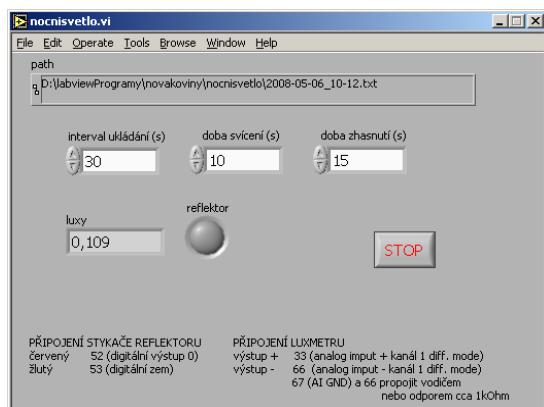 nocnisvetlo.vi
File Edit Operate Tools Browse Window Help
path
D:\labviewProgramy\novakoviny\nocnisvetlo\2008-05-06_10-12.txt
interval ukládání (s) doba svícení (s) doba zhasnutí (s)
30 10 15
luxy reflektor
0,109
STOP
PŘIPOJENÍ STYKAČE REFLEKTORU PŘIPOJENÍ LUXMETRU
červený 52 (digitální výstup 0) výstup + 33 (analog imput + kanál 1 diff. mode)
žlutý 53 (digitální zem) výstup - 66 (analog imput - kanál 1 diff. mode)
67 (AI GND) a 66 propojit vodičem
nebo odporem cca 1kOhm